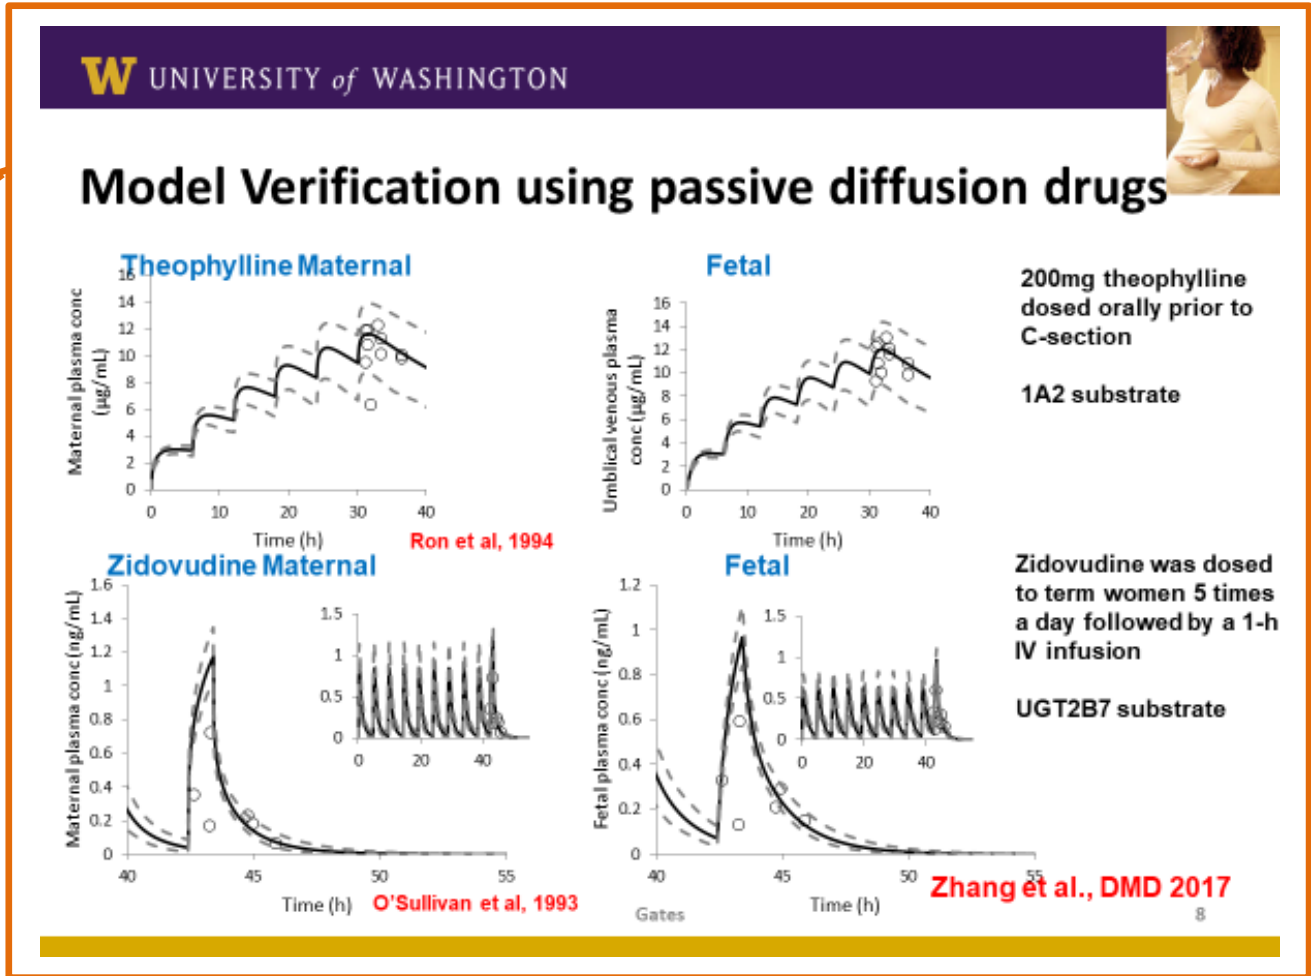 W UNIVERSITY of WASHINGTON
Model Verification using passive diffusion drugs
Theophylline Maternal
Maternal plasma conc
(µg/mL)
16
14
12
10
8
6
4
2
0
0 10 20 30 40
Time (h)
Ron et al, 1994
Fetal
Umblical venous plasma
conc (µg/mL)
16
14
12
10
8
6
4
2
0
0 10 20 30 40
Time (h)
200mg theophylline
dosed orally prior to
C-section
1A2 substrate
Zidovudine Maternal
Maternal plasma conc (ng/mL)
1.6
1.4
1.2
1
0.8
0.6
0.4
0.2
0
40 45 50 55
1.5
1
0.5
0
0 20 40
Time (h)
O'Sullivan et al, 1993
Fetal
Fetal plasma conc (ng/mL)
1.2
1
0.8
0.6
0.4
0.2
0
40 45 50 55
1.5
1
0.5
0
0 20 40
Time (h)
Zidovudine was dosed
to term women 5 times
a day followed by a 1-h
IV infusion
UGT2B7 substrate
Zhang et al., DMD 2017
Gates
8